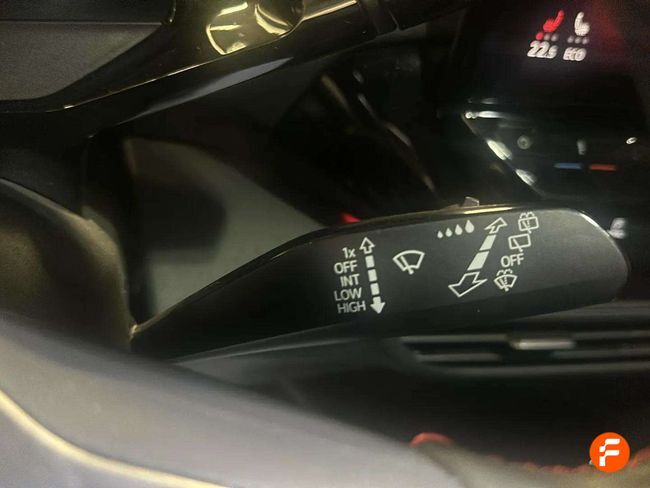 22.5 ECO
1x
OFF
INT
LOW
HIGH
OFF